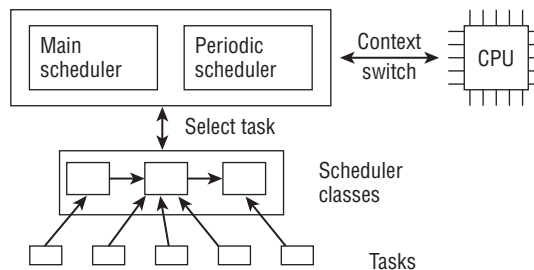 Main
scheduler
Periodic
scheduler
Context
switch
CPU
Select task
Scheduler
classes
Tasks